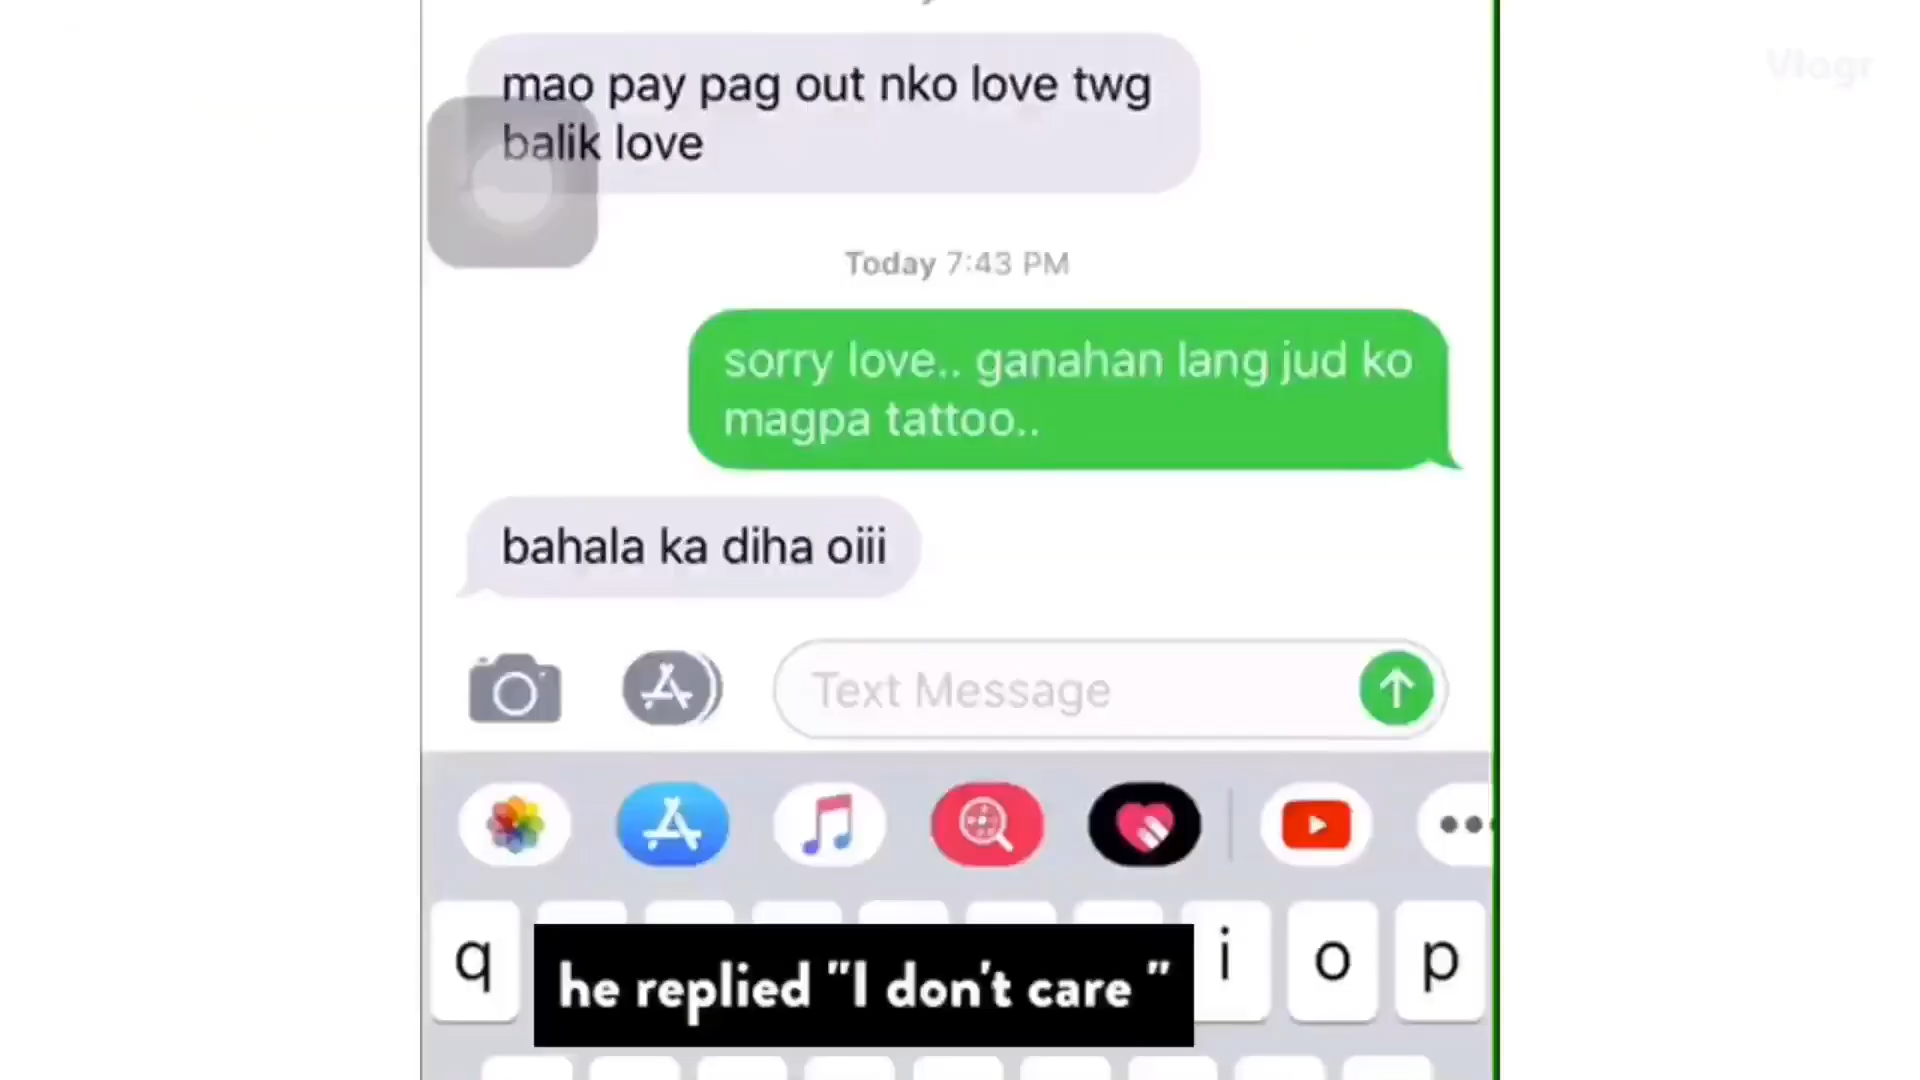 Vlogr
mao pay pag out nko love twg
balik love
Today 7:43 PM
sorry love.. ganahan lang jud ko
magpa tattoo..
bahala ka diha oiii
Text Message
q i o p
he replied "I don't care "